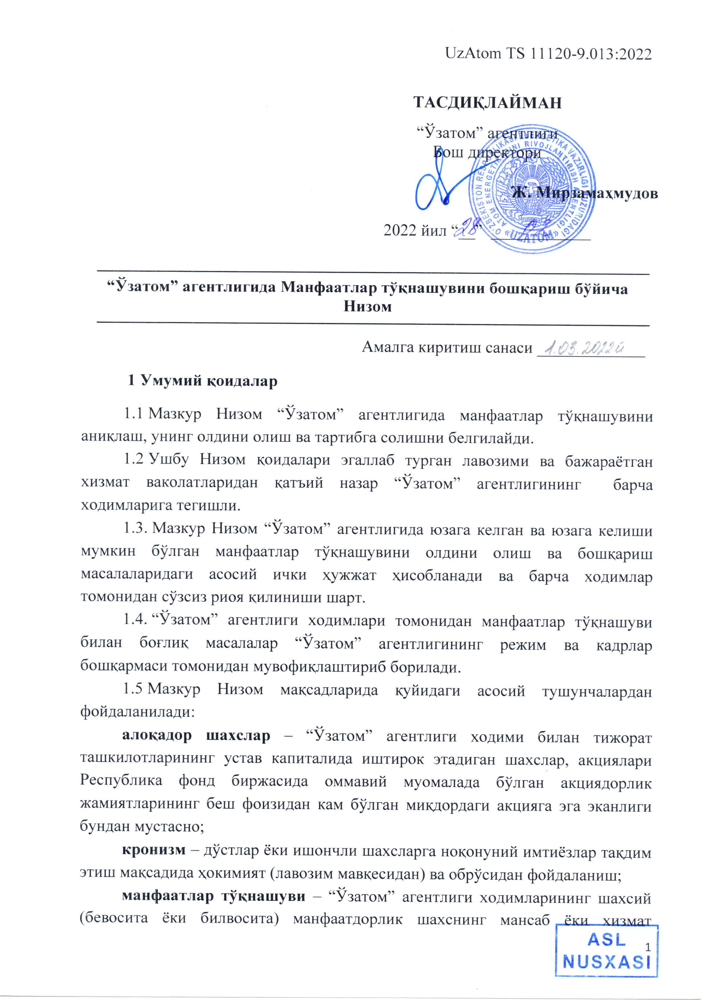 UzAtom TS 11120-9.013:2022
ТАСДИҚЛАЙМАН
“Ўзатом” агентлиги
Бош директори
Ж. Мирзамаҳмудов
2022 йил “28” 02
O‘ZBEKISTON RESPUBLIKASI ENERGETIKA VAZIRLIGI HUZURIDAGI
ATOM ENERGETIKASINI RIVOJLANTIRISH AGENTLIGI
«UZATOM»
“Ўзатом” агентлигида Манфаатлар тўқнашувини бошқариш бўйича
Низом
Амалга киритиш санаси 1.03.2022й
1 Умумий қоидалар
1.1 Мазкур Низом “Ўзатом” агентлигида манфаатлар тўқнашувини
аниқлаш, унинг олдини олиш ва тартибга солишни белгилайди.
1.2 Ушбу Низом қоидалари эгаллаб турган лавозими ва бажараётган
хизмат ваколатларидан қатъий назар “Ўзатом” агентлигининг барча
ходимларига тегишли.
1.3. Мазкур Низом “Ўзатом” агентлигида юзага келган ва юзага келиши
мумкин бўлган манфаатлар тўқнашувини олдини олиш ва бошқариш
масалаларидаги асосий ички ҳужжат ҳисобланади ва барча ходимлар
томонидан сўзсиз риоя қилиниши шарт.
1.4. “Ўзатом” агентлиги ходимлари томонидан манфаатлар тўқнашуви
билан боғлиқ масалалар “Ўзатом” агентлигининг режим ва кадрлар
бошқармаси томонидан мувофиқлаштириб борилади.
1.5 Мазкур Низом мақсадларида қуйидаги асосий тушунчалардан
фойдаланилади:
алоқадор шахслар – “Ўзатом” агентлиги ходими билан тижорат
ташкилотларининг устав капиталида иштирок этадиган шахслар, акциялари
Республика фонд биржасида оммавий муомалада бўлган акциядорлик
жамиятларининг беш фоизидан кам бўлган миқдордаги акцияга эга эканлиги
бундан мустасно;
кронизм – дўстлар ёки ишончли шахсларга ноқонуний имтиёзлар тақдим
этиш мақсадида ҳокимият (лавозим мавқесидан) ва обрўсидан фойдаланиш;
манфаатлар тўқнашуви – “Ўзатом” агентлиги ходимларининг шахсий
(бевосита ёки билвосита) манфаатдорлик шахснинг мансаб ёки хизмат
ASL
NUSXASI
1